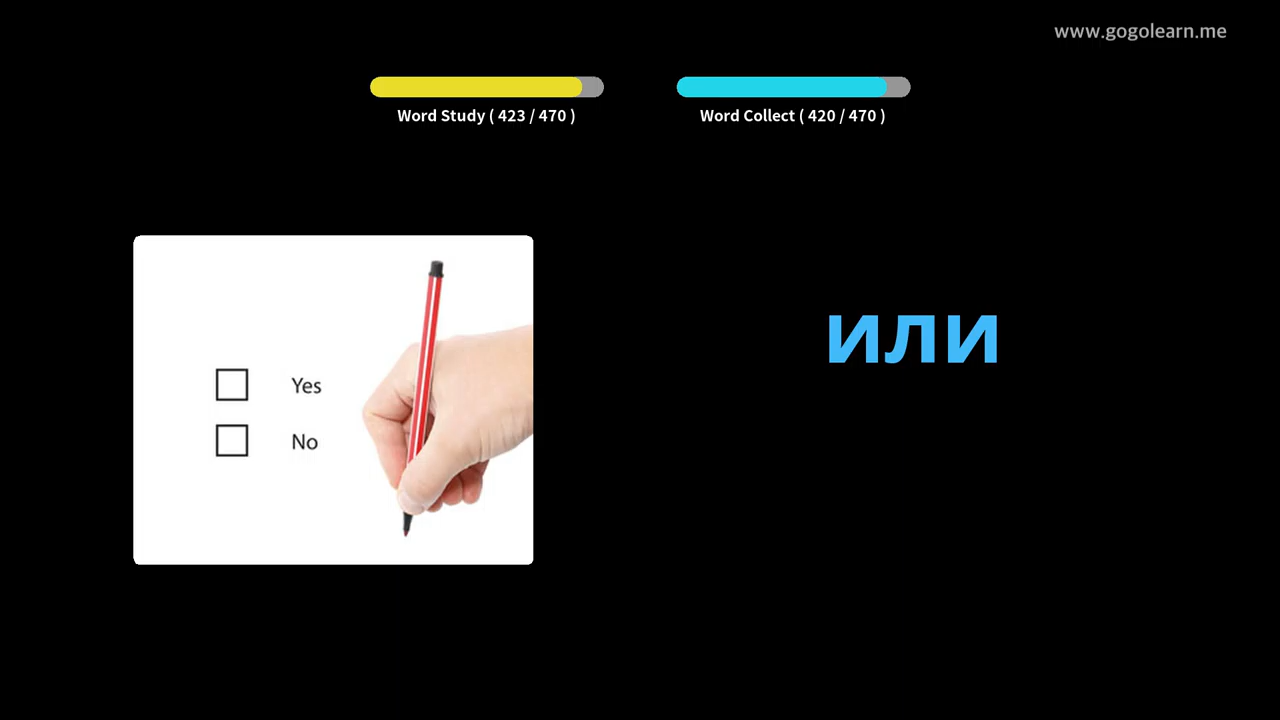 www.gogolearn.me
Word Study ( 423 / 470 )
Word Collect ( 420 / 470 )
или
Yes
No